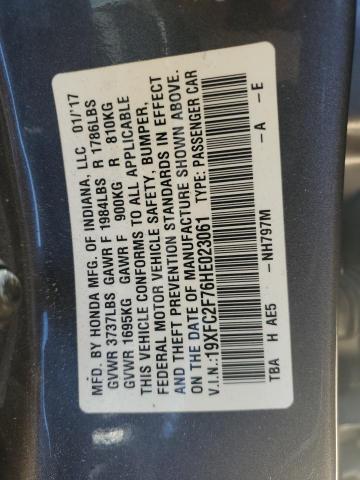 MFD. BY HONDA MFG. OF INDIANA, LLC 01/'17
GVWR 3737LBS GAWR F 1984LBS R 1786LBS
GVWR 1695KG GAWR F 900KG R 810KG
THIS VEHICLE CONFORMS TO ALL APPLICABLE
FEDERAL MOTOR VEHICLE SAFETY, BUMPER,
AND THEFT PREVENTION STANDARDS IN EFFECT
ON THE DATE OF MANUFACTURE SHOWN ABOVE.
V.I.N.:19XFC2F76HE023061 TYPE: PASSENGER CAR
TBA H AE5 -NH797M -A -E